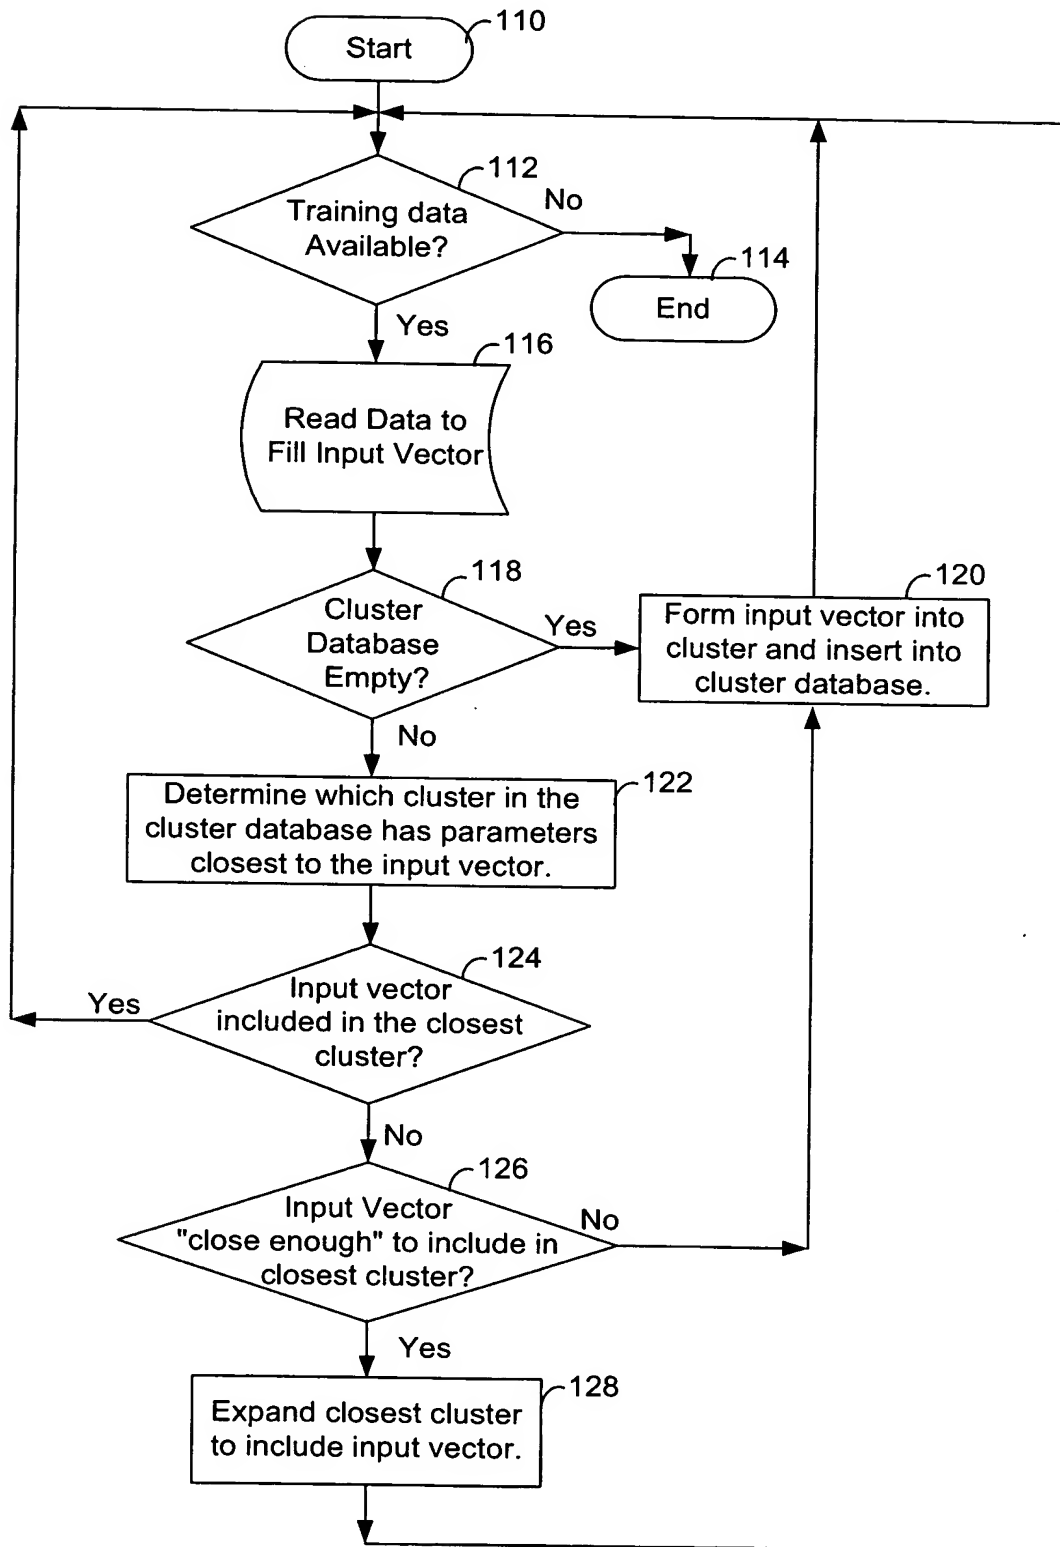 110
Start
112
No
Training data
Available?
114
End
Yes
116
Read Data to
Fill Input Vector
118
Cluster
Database
Empty?
Yes
120
Form input vector into
cluster and insert into
cluster database.
No
122
Determine which cluster in the
cluster database has parameters
closest to the input vector.
124
Input vector
included in the closest
cluster?
Yes
No
126
Input Vector
"close enough" to include in
closest cluster?
No
Yes
128
Expand closest cluster
to include input vector.